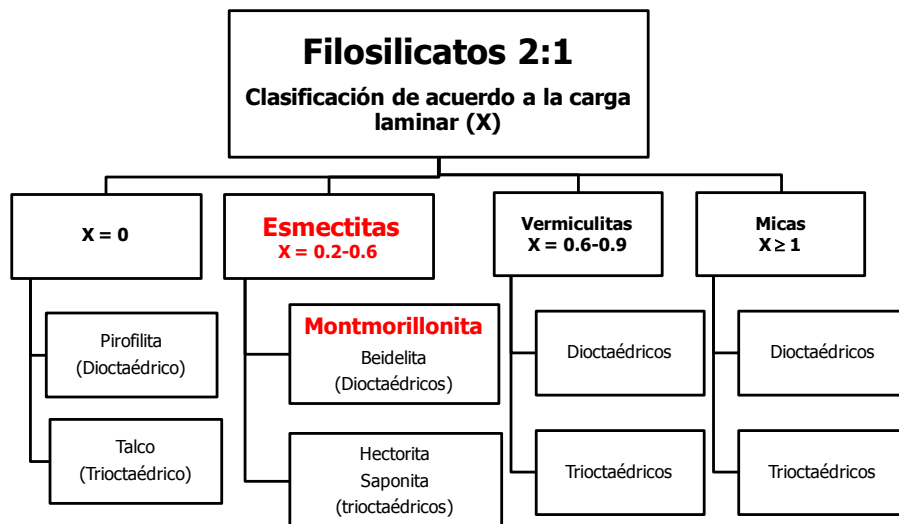 Filosilicatos 2:1
Clasificación de acuerdo a la carga
laminar (X)
X = 0
Esmectitas
X = 0.2-0.6
Vermiculitas
X = 0.6-0.9
Micas
X ≥ 1
Pirofilita
(Dioctaédrico)
Talco
(Trioctaédrico)
Montmorillonita
Beidelita
(Dioctaédricos)
Hectorita
Saponita
(trioctaédricos)
Dioctaédricos
Trioctaédricos
Dioctaédricos
Trioctaédricos